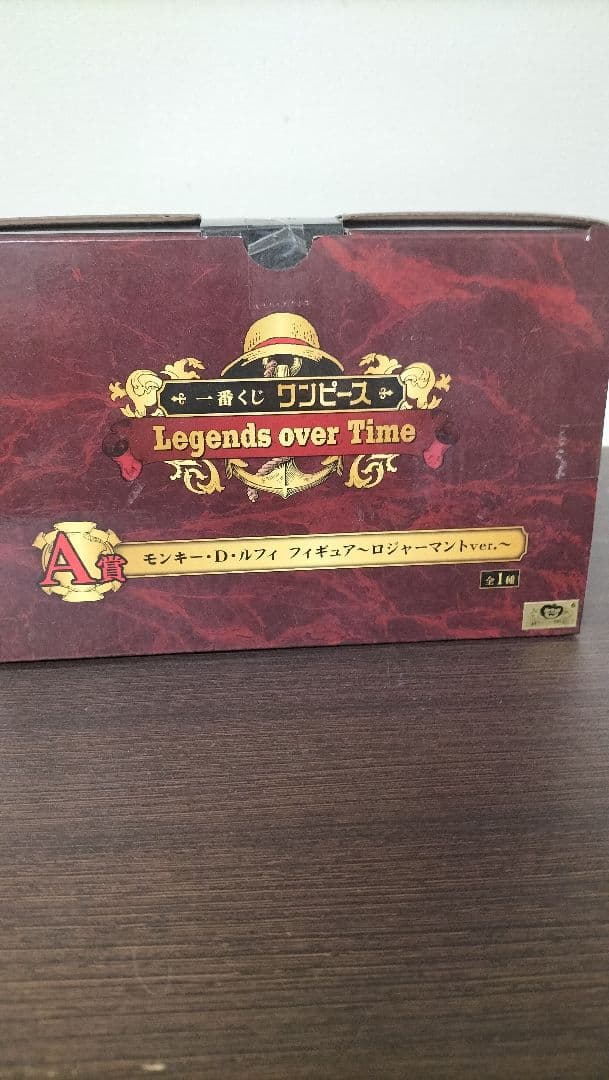 一番くじ ワンピース
Legends over Time
A賞 モンキー・D・ルフィ フィギュア～ロジャーマントver.～
全1種